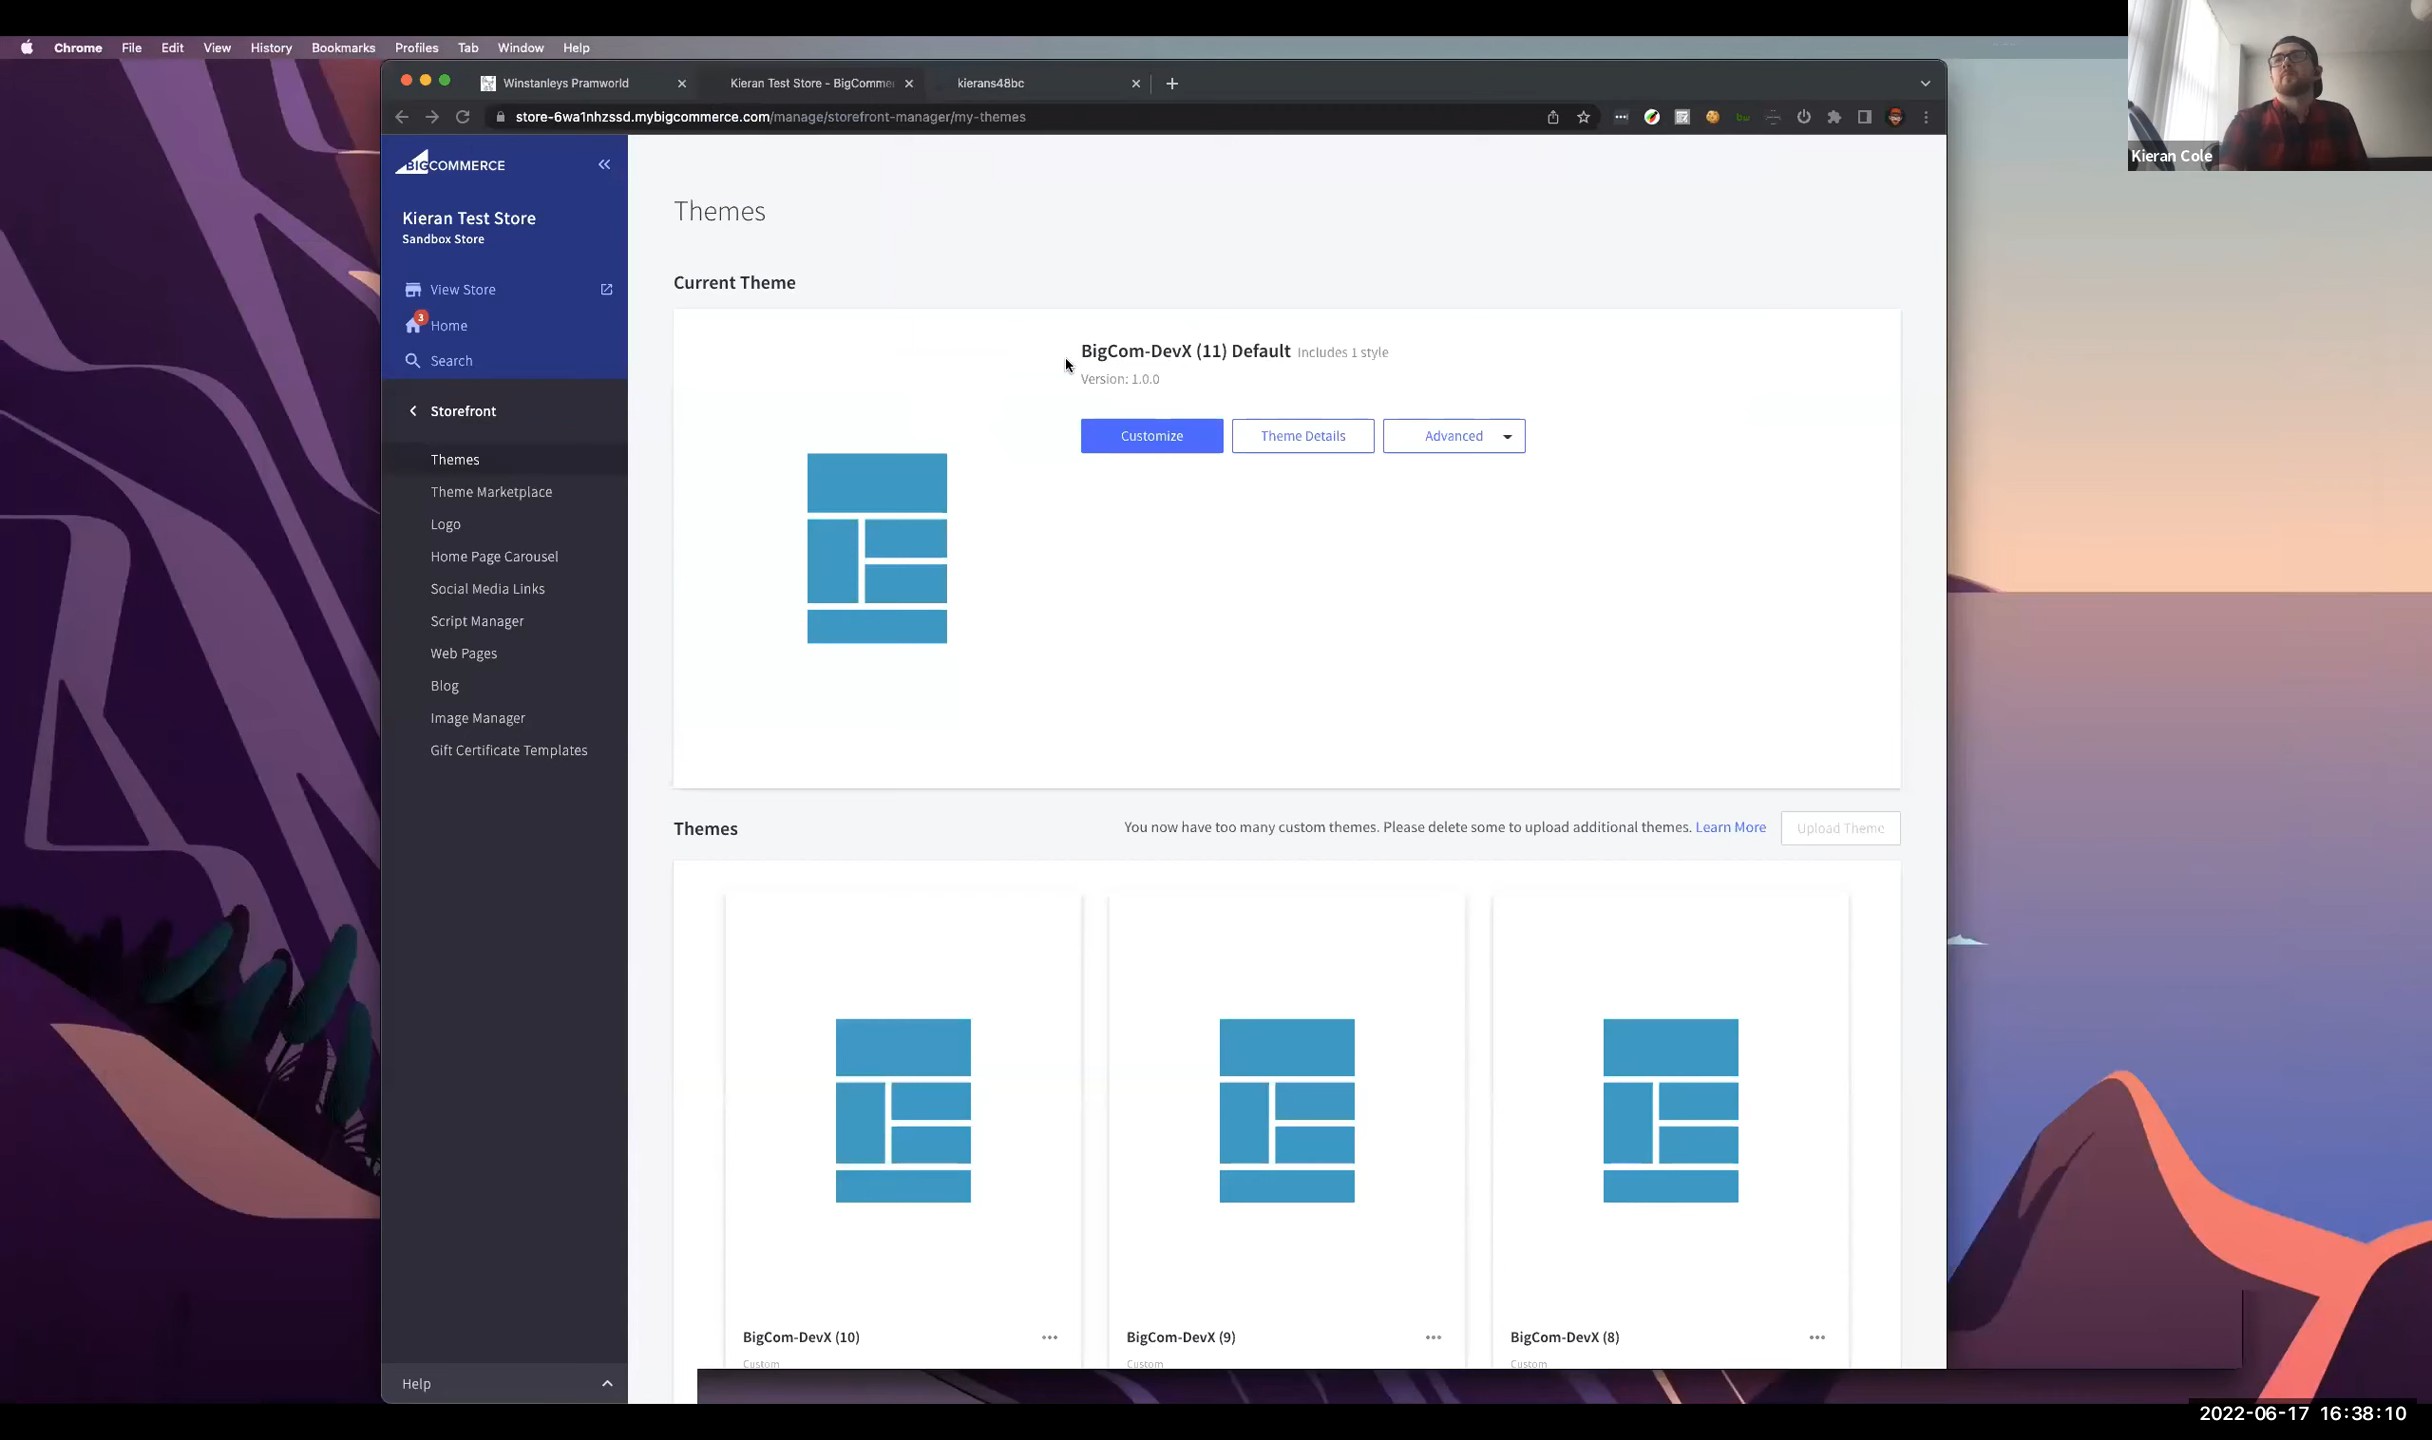 Chrome File Edit View History Bookmarks Profiles Tab Window Help
Kieran Cole
Winstanleys Pramworld
Kieran Test Store - BigComme
kierans48bc
store-6wa1nhzssd.mybigcommerce.com/manage/storefront-manager/my-themes
BIGCOMMERCE
Kieran Test Store
Sandbox Store
View Store
3
Home
Search
Storefront
Themes
Theme Marketplace
Logo
Home Page Carousel
Social Media Links
Script Manager
Web Pages
Blog
Image Manager
Gift Certificate Templates
Help
Themes
Current Theme
BigCom-DevX (11) Default Includes 1 style
Version: 1.0.0
Customize
Theme Details
Advanced
Themes
You now have too many custom themes. Please delete some to upload additional themes. Learn More
Upload Theme
BigCom-DevX (10)
Custom
BigCom-DevX (9)
Custom
BigCom-DevX (8)
Custom
2022-06-17 16:38:10